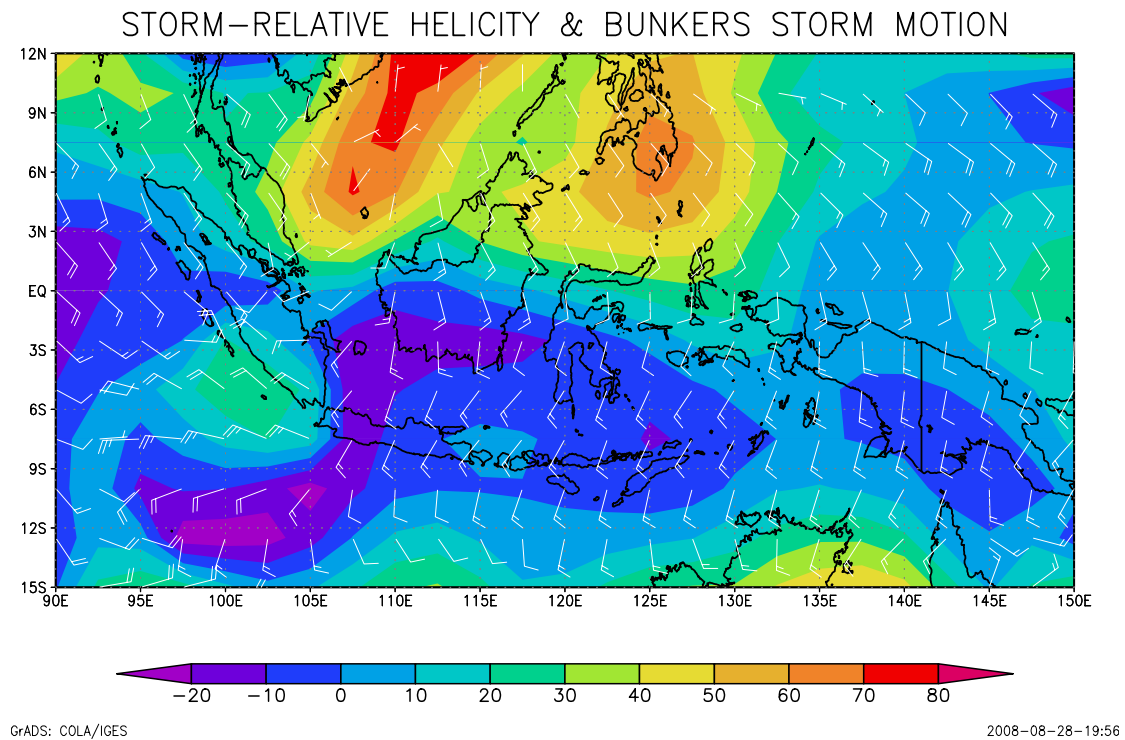 STORM-RELATIVE HELICITY & BUNKERS STORM MOTION
12N
9N
6N
3N
EQ
3S
6S
9S
12S
15S
90E 95E 100E 105E 110E 115E 120E 125E 130E 135E 140E 145E 150E
-20 -10 0 10 20 30 40 50 60 70 80
GrADS: COLA/IGES 2008-08-28-19:56